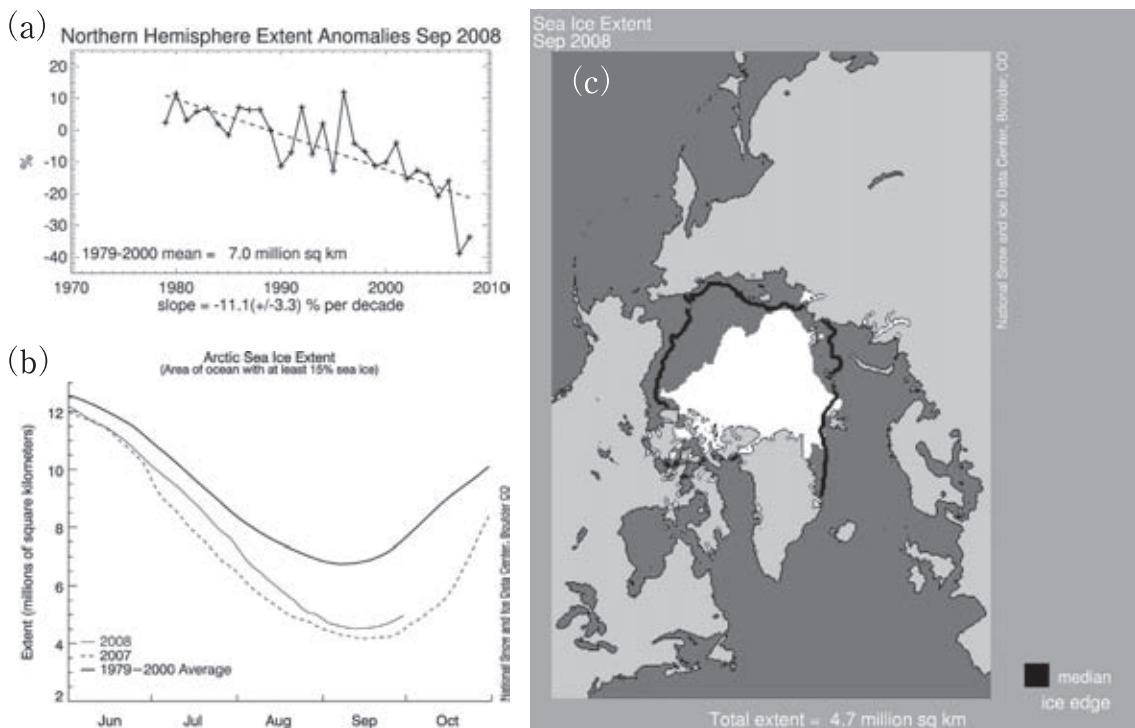 (a)
Northern Hemisphere Extent Anomalies Sep 2008
20
10
0
-10
-20
-30
-40
%
1979-2000 mean = 7.0 million sq km
1970 1980 1990 2000 2010
slope = -11.1(+/-3.3) % per decade
(b)
Arctic Sea Ice Extent
(Area of ocean with at least 15% sea ice)
12
10
8
6
4
2
Extent (millions of square kilometers)
2008
2007
1979-2000 Average
Jun Jul Aug Sep Oct
National Snow and Ice Data Center, Boulder CO
Sea Ice Extent
Sep 2008
(c)
National Snow and Ice Data Center, Boulder, CO
median
ice edge
Total extent = 4.7 million sq km